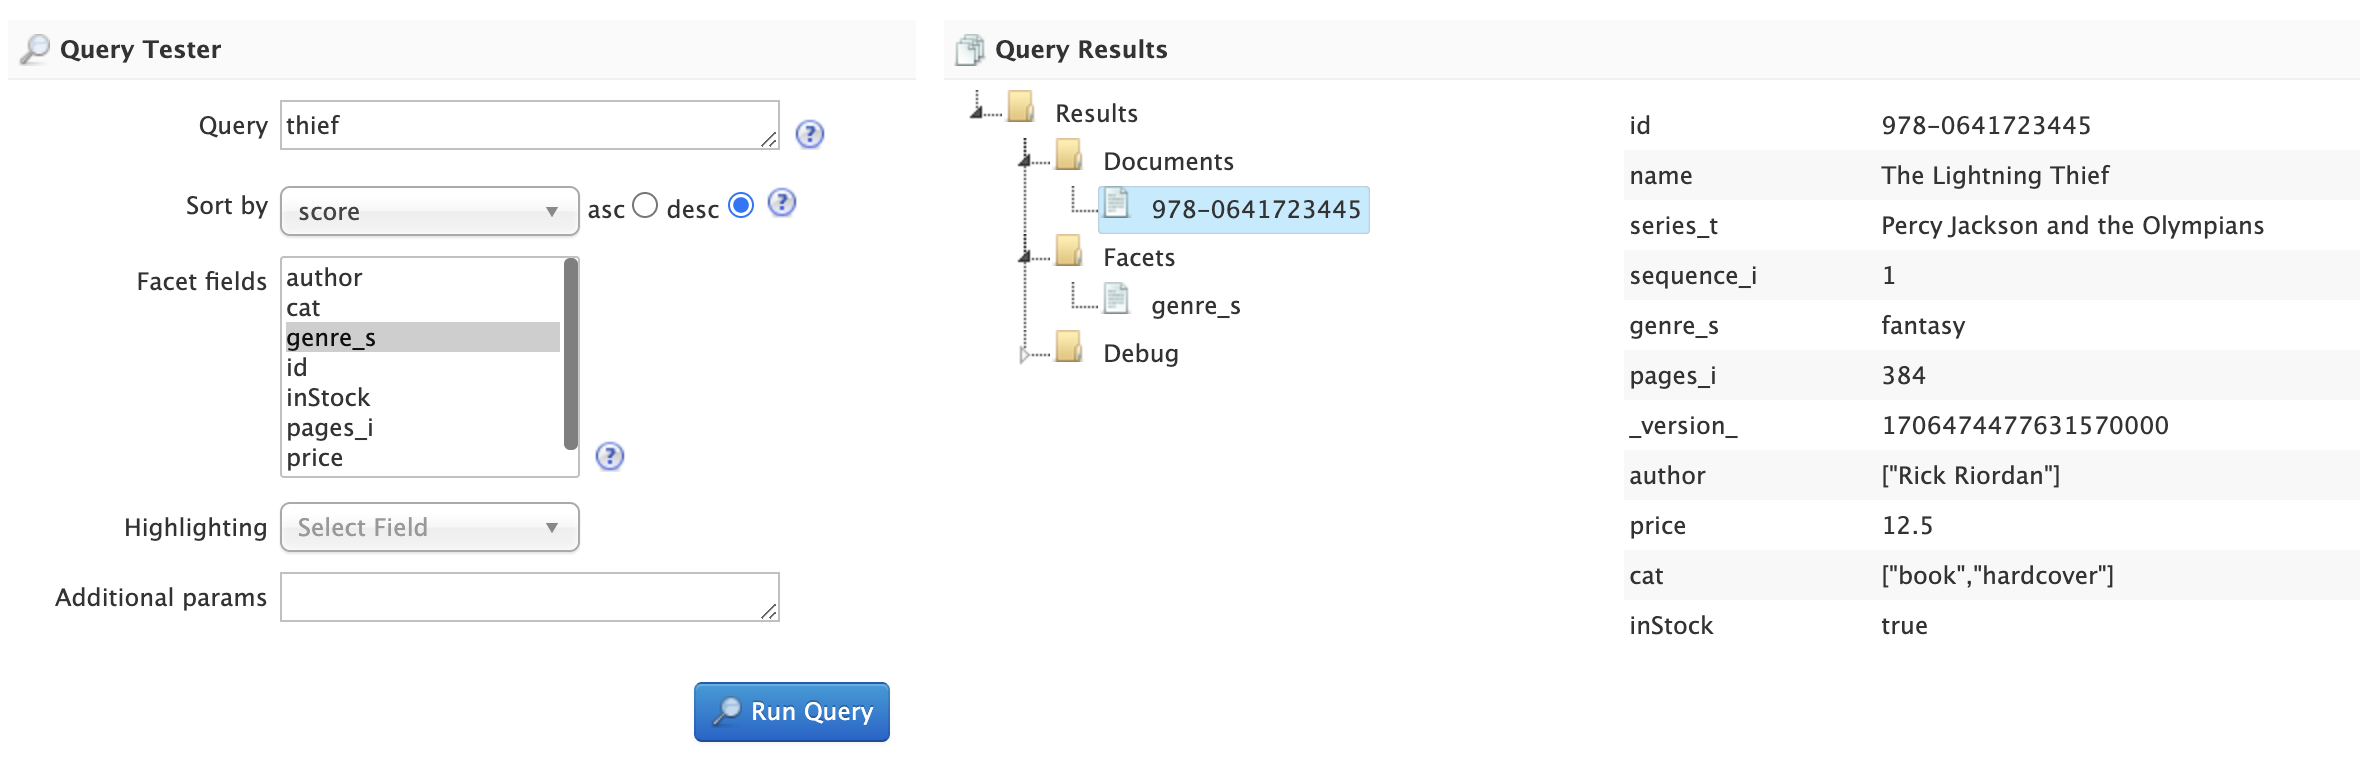 Query Tester
Query thief
Sort by score asc desc
Facet fields
author
cat
genre_s
id
inStock
pages_i
price
Highlighting Select Field
Additional params
Run Query
Query Results
Results
Documents
978-0641723445
Facets
genre_s
Debug
id 978-0641723445
name The Lightning Thief
series_t Percy Jackson and the Olympians
sequence_i 1
genre_s fantasy
pages_i 384
_version_ 1706474477631570000
author ["Rick Riordan"]
price 12.5
cat ["book","hardcover"]
inStock true